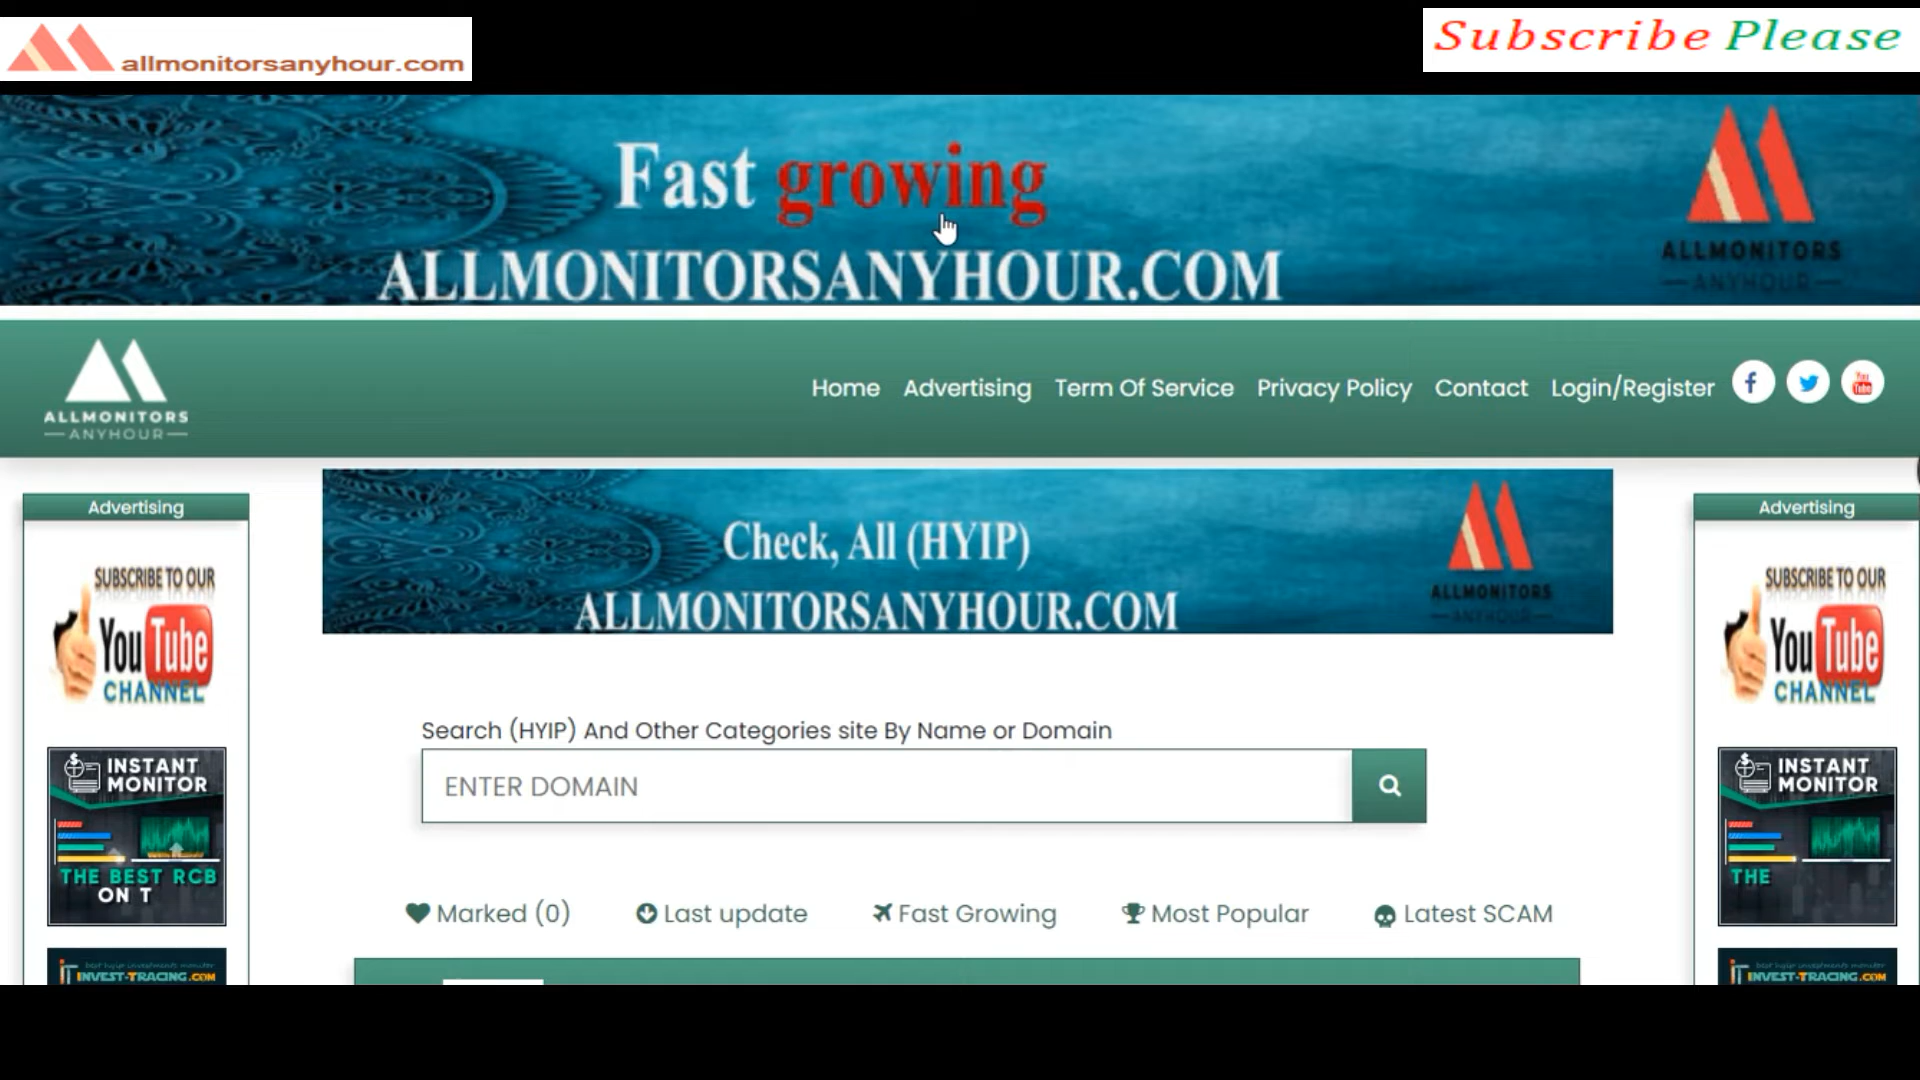 allmonitorsanyhour.com
Subscribe Please
Fast growing
ALLMONITORSANYHOUR.COM
ALLMONITORS
ANYHOUR
ALLMONITORS
ANYHOUR
Home Advertising Term Of Service Privacy Policy Contact Login/Register
You Tube
Advertising
SUBSCRIBE TO OUR
YouTube
CHANNEL
INSTANT
MONITOR
THE BEST RCB
ON T
INVEST-TRACING.COM
Check, All (HYIP)
ALLMONITORSANYHOUR.COM
ALLMONITORS
ANYHOUR
Search (HYIP) And Other Categories site By Name or Domain
ENTER DOMAIN
Marked (0) Last update Fast Growing Most Popular Latest SCAM
Advertising
SUBSCRIBE TO OUR
YouTube
CHANNEL
INSTANT
MONITOR
THE
INVEST-TRACING.COM